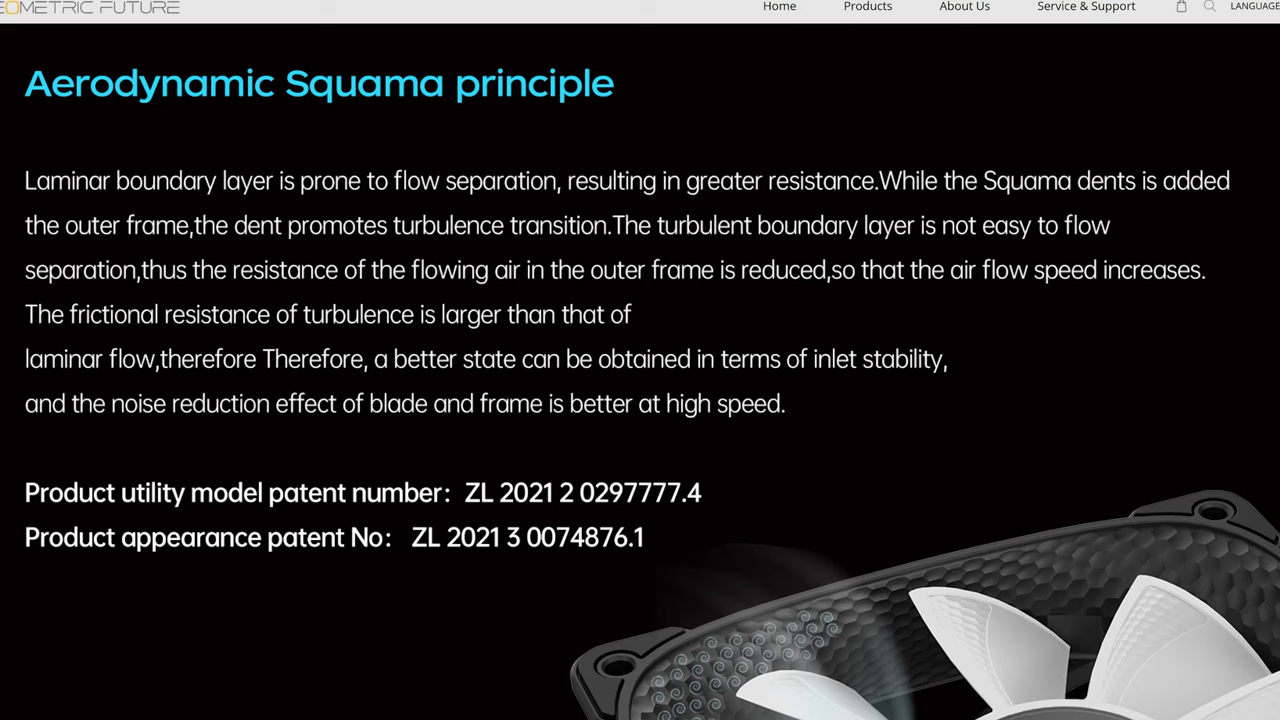 EOMETRIC FUTURE
Home Products About Us Service & Support LANGUAGE
Aerodynamic Squama principle
Laminar boundary layer is prone to flow separation, resulting in greater resistance.While the Squama dents is added
the outer frame,the dent promotes turbulence transition.The turbulent boundary layer is not easy to flow
separation,thus the resistance of the flowing air in the outer frame is reduced,so that the air flow speed increases.
The frictional resistance of turbulence is larger than that of
laminar flow,therefore Therefore, a better state can be obtained in terms of inlet stability,
and the noise reduction effect of blade and frame is better at high speed.
Product utility model patent number: ZL 2021 2 0297777.4
Product appearance patent No: ZL 2021 3 0074876.1